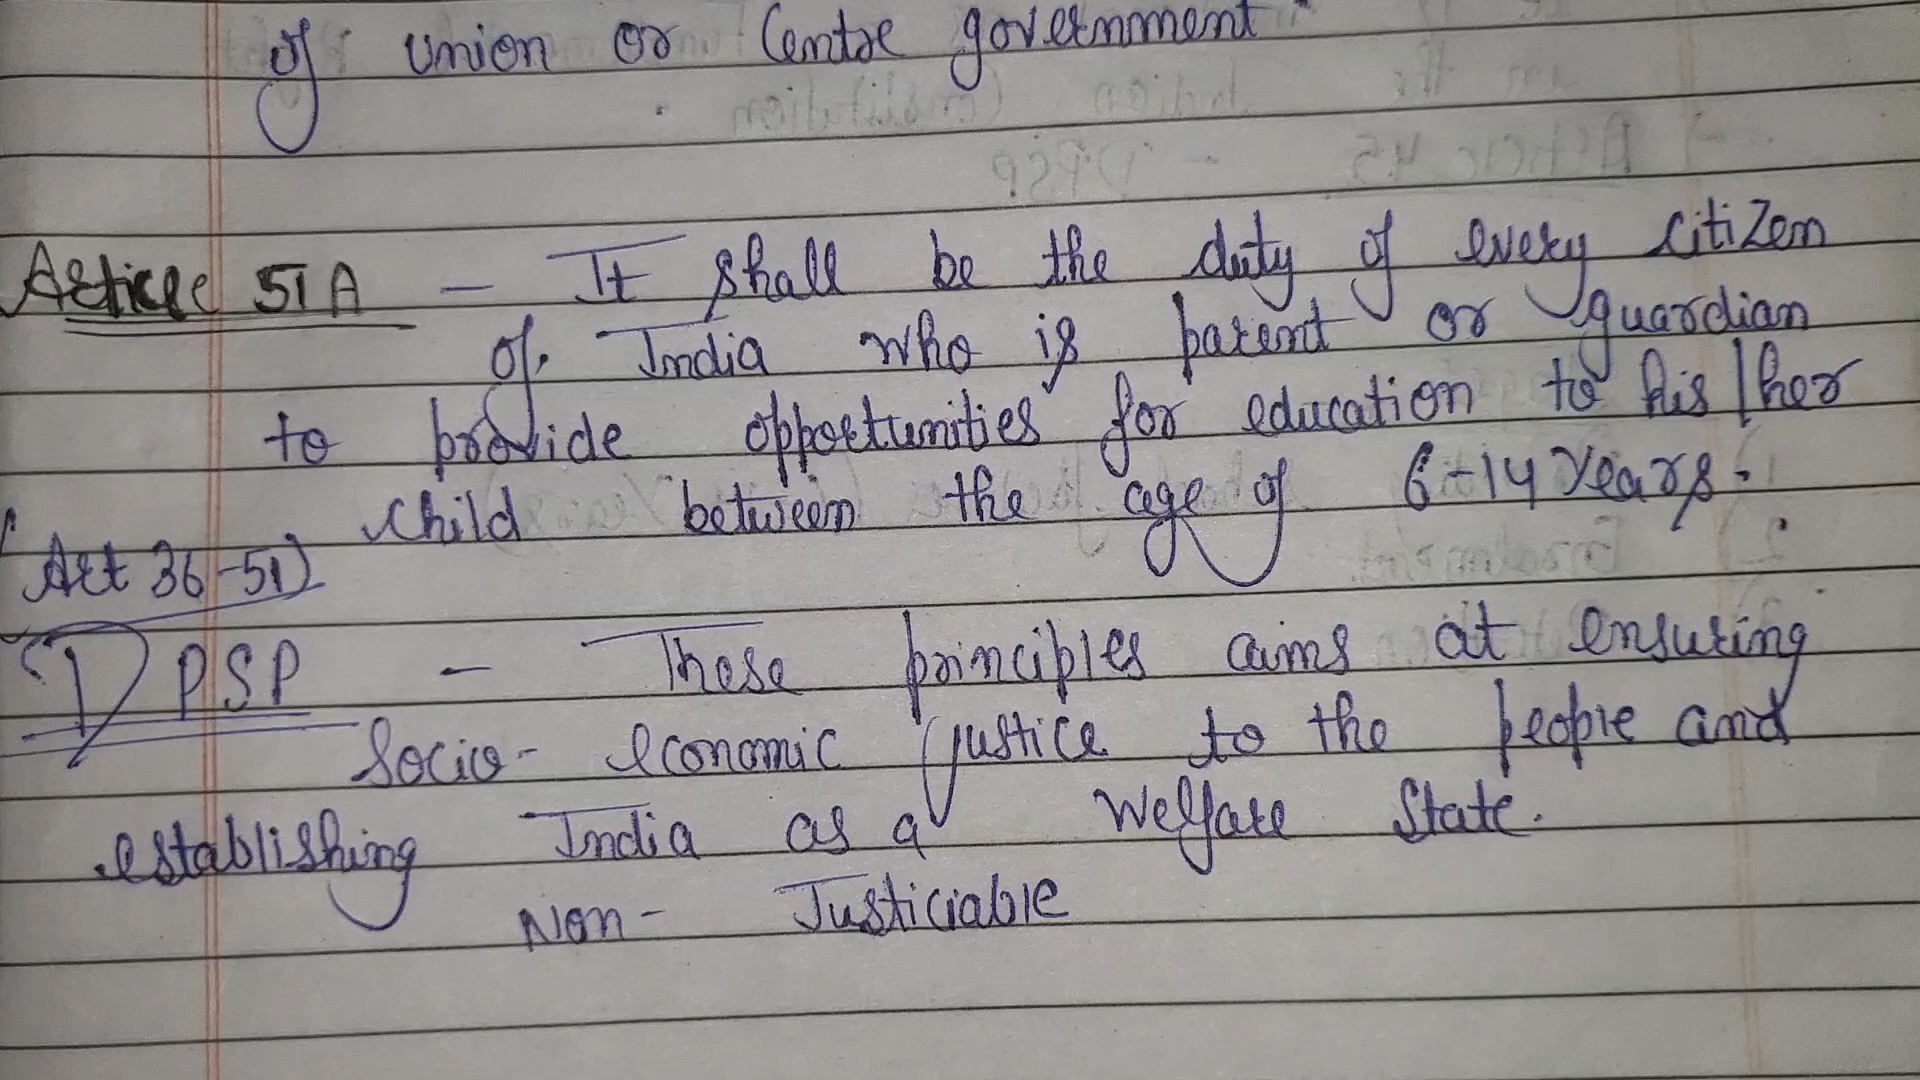 of union or Centre government
Article 51A - It shall be the duty of every citizen
of India who is parent or guardian
to provide opportunities for education to his/her
child between the age of 6-14 years.
(Art 36-51)
DPSP - These principles aims at ensuring
Socio-economic justice to the people and
establishing India as a Welfare State.
Non-Justiciable